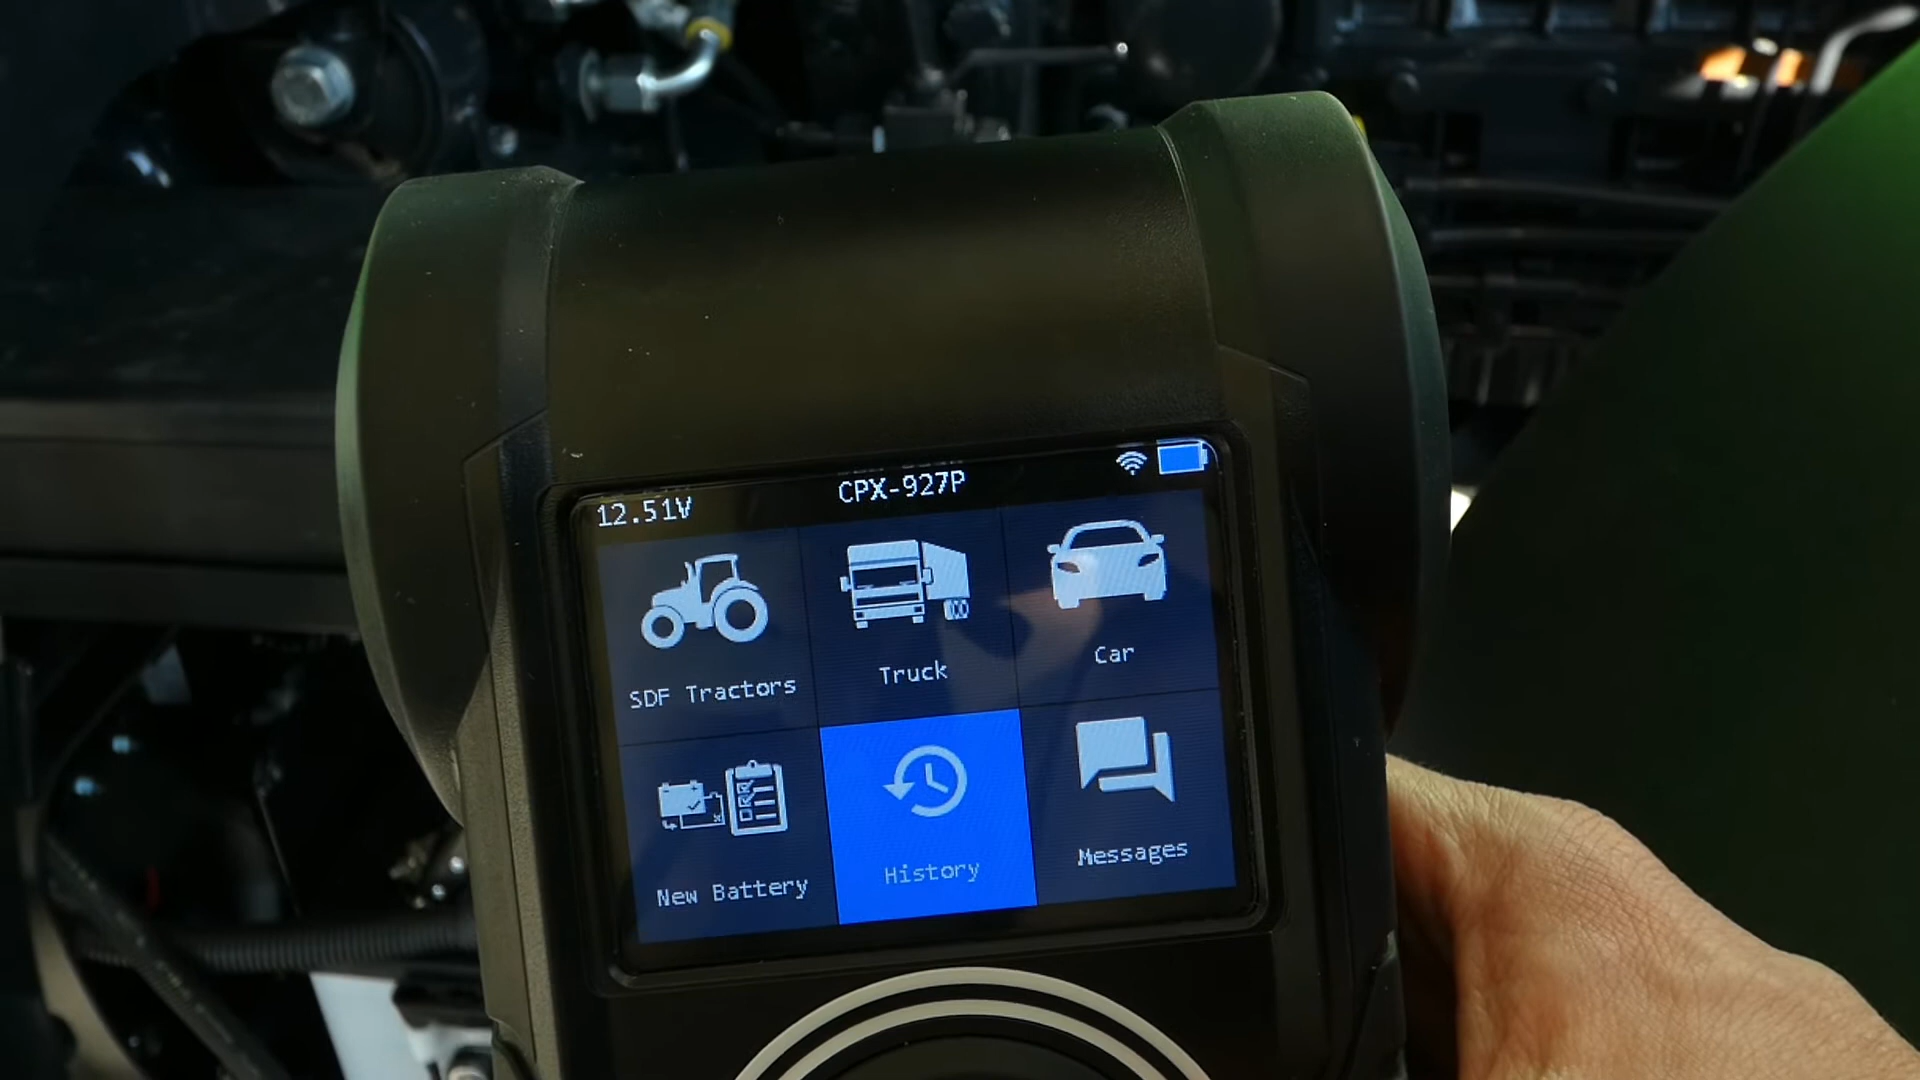 12.51V
CPX-927P
SDF Tractors
Truck
Car
New Battery
History
Messages